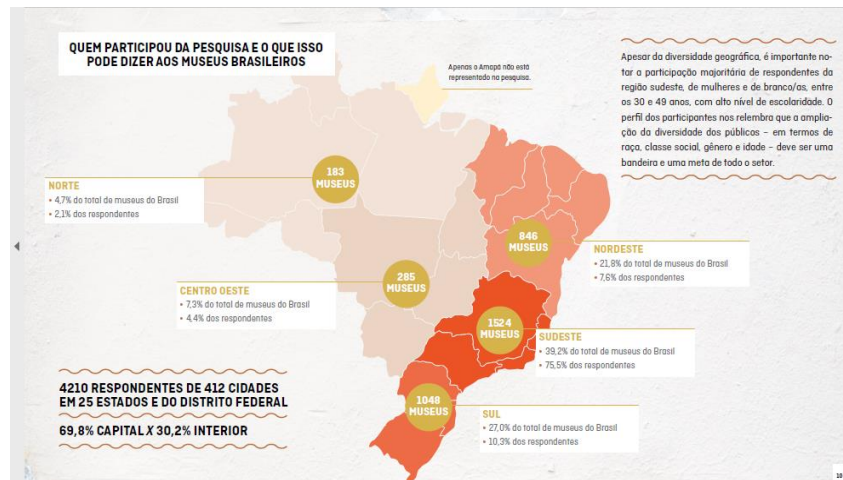 QUEM PARTICIPOU DA PESQUISA E O QUE ISSO
PODE DIZER AOS MUSEUS BRASILEIROS
Apenas o Amapá não está
representado na pesquisa.
Apesar da diversidade geográfica, é importante no-
tar a participação majoritária de respondentes da
região sudeste, de mulheres e de branco/as, entre
os 30 e 49 anos, com alto nível de escolaridade. O
perfil dos participantes nos relembra que a amplia-
ção da diversidade dos públicos – em termos de
raça, classe social, gênero e idade – deve ser uma
bandeira e uma meta de todo o setor.
183
MUSEUS
NORTE
• 4,7% do total de museus do Brasil
• 2,1% dos respondentes
846
MUSEUS
NORDESTE
• 21,8% do total de museus do Brasil
• 7,6% dos respondentes
285
MUSEUS
CENTRO OESTE
• 7,3% do total de museus do Brasil
• 4,4% dos respondentes
1524
MUSEUS
SUDESTE
• 39,2% do total de museus do Brasil
• 75,5% dos respondentes
4210 RESPONDENTES DE 412 CIDADES
EM 25 ESTADOS E DO DISTRITO FEDERAL
69,8% CAPITAL X 30,2% INTERIOR
1048
MUSEUS
SUL
• 27,0% do total de museus do Brasil
• 10,3% dos respondentes
10